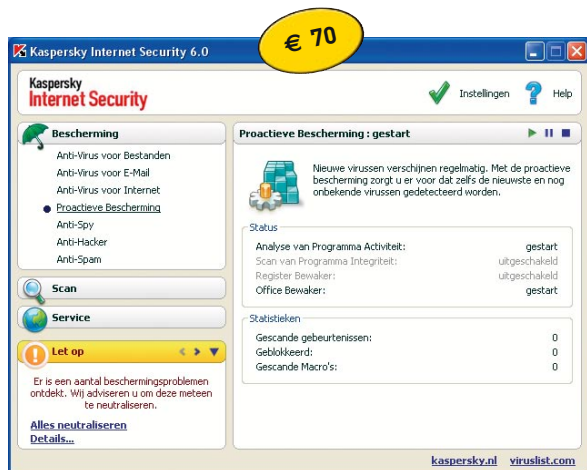 € 70
Kaspersky Internet Security 6.0
Kaspersky
Internet Security
Instellingen
Help
Bescherming
Anti-Virus voor Bestanden
Anti-Virus voor E-Mail
Anti-Virus voor Internet
Proactieve Bescherming
Anti-Spy
Anti-Hacker
Anti-Spam
Scan
Service
Let op
Er is een aantal beschermingsproblemen
ontdekt. Wij adviseren u om deze meteen
te neutraliseren.
Alles neutraliseren
Details...
Proactieve Bescherming : gestart
Nieuwe virussen verschijnen regelmatig. Met de proactieve
bescherming zorgt u er voor dat zelfs de nieuwste en nog
onbekende virussen gedetecteerd worden.
Status
Analyse van Programma Activiteit: gestart
Scan van Programma Integriteit: uitgeschakeld
Register Bewaker: uitgeschakeld
Office Bewaker: gestart
Statistieken
Gescande gebeurtenissen: 0
Geblokkeerd: 0
Gescande Macro's: 0
kaspersky.nl viruslist.com